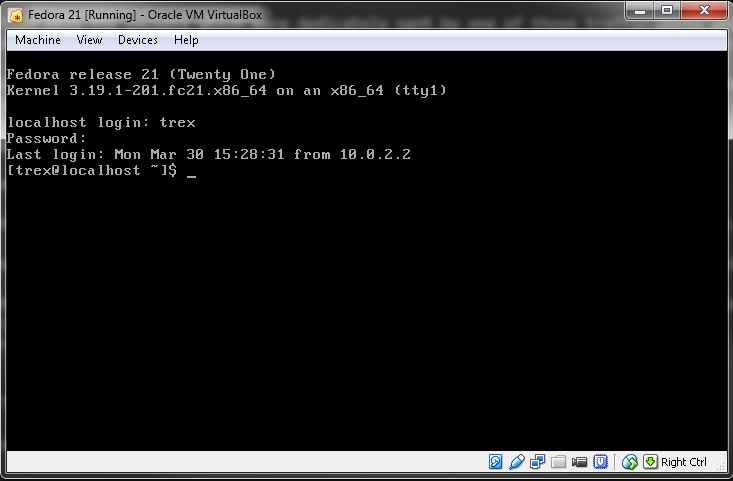 Fedora 21 [Running] - Oracle VM VirtualBox
Machine View Devices Help
Fedora release 21 (Twenty One)
Kernel 3.19.1-201.fc21.x86_64 on an x86_64 (tty1)
localhost login: trex
Password:
Last login: Mon Mar 30 15:28:31 from 10.0.2.2
[trex@localhost ~]$ _
Right Ctrl